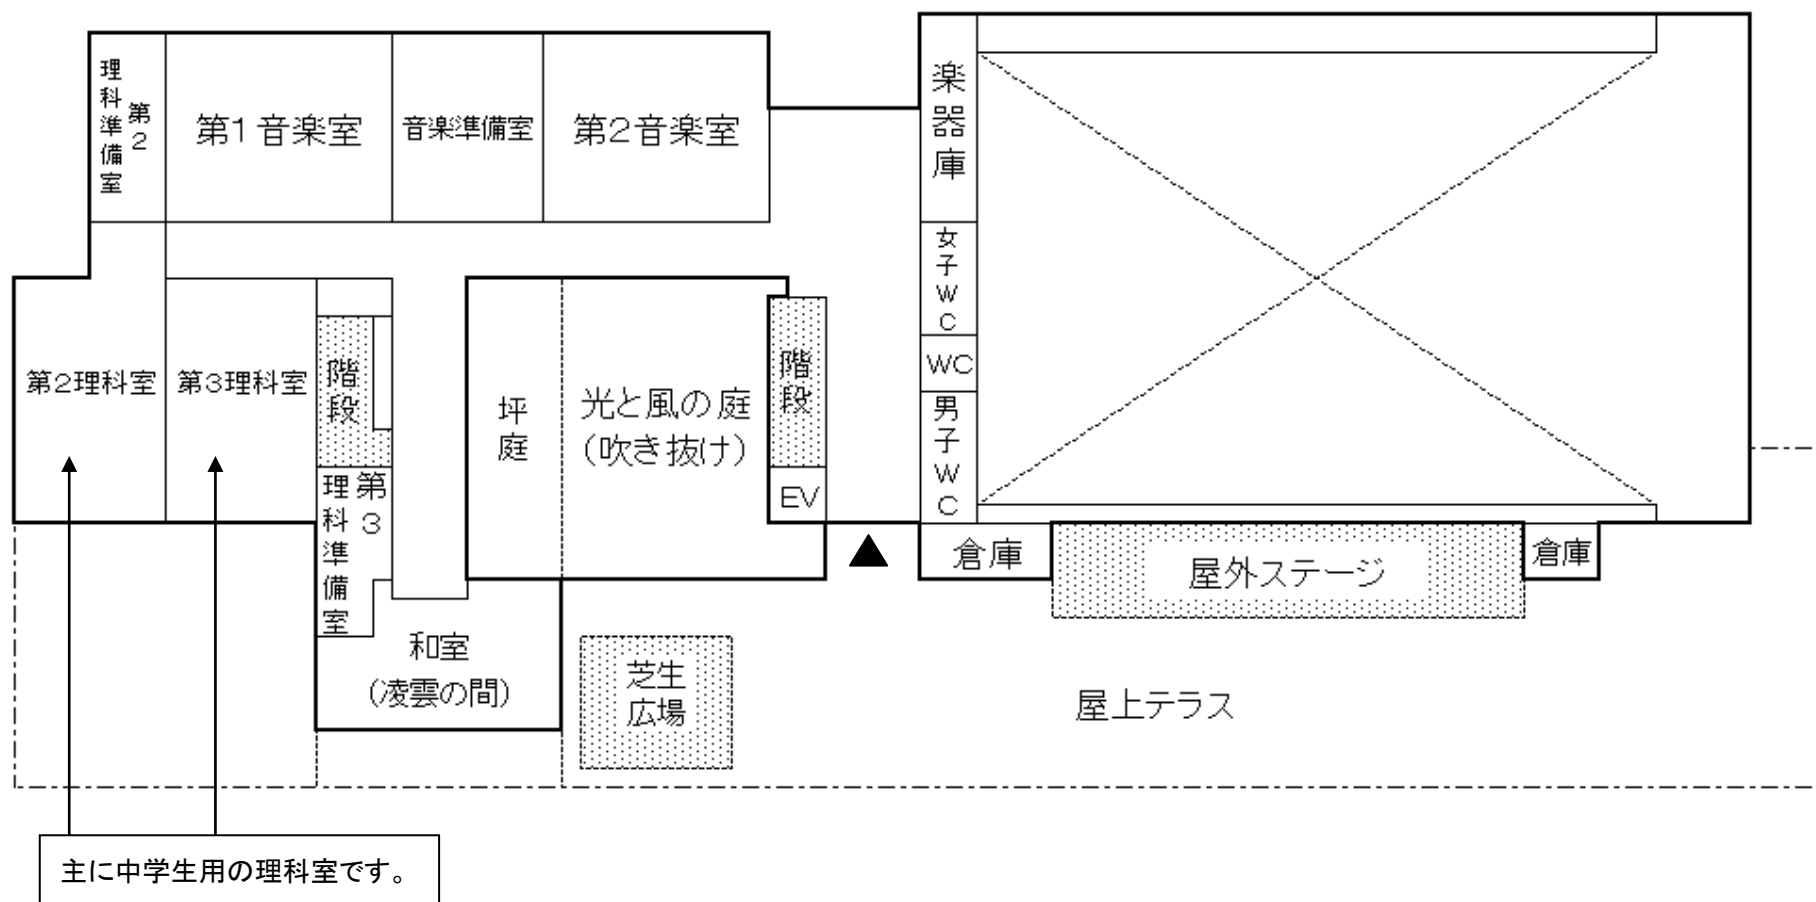 第2
理科準備室
第1音楽室
音楽準備室
第2音楽室
楽器庫
女子WC
WC
男子WC
第2理科室
第3理科室
階段
第3
理科準備室
坪庭
光と風の庭
(吹き抜け)
階段
EV
倉庫
屋外ステージ
倉庫
和室
(凌雲の間)
芝生
広場
屋上テラス
主に中学生用の理科室です。